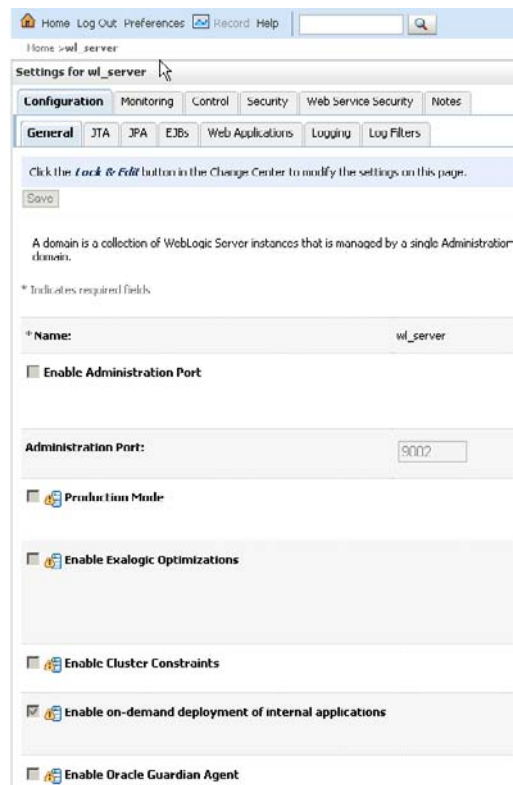 Home Log Out Preferences Record Help
Home >wl_server
Settings for wl_server
Configuration Monitoring Control Security Web Service Security Notes
General JTA JPA EJBs Web Applications Logging Log Filters
Click the Lock & Edit button in the Change Center to modify the settings on this page.
Save
A domain is a collection of WebLogic Server instances that is managed by a single Administration
domain.
* Indicates required fields
* Name: wl_server
Enable Administration Port
Administration Port: 9002
Production Mode
Enable Exalogic Optimizations
Enable Cluster Constraints
Enable on-demand deployment of internal applications
Enable Oracle Guardian Agent